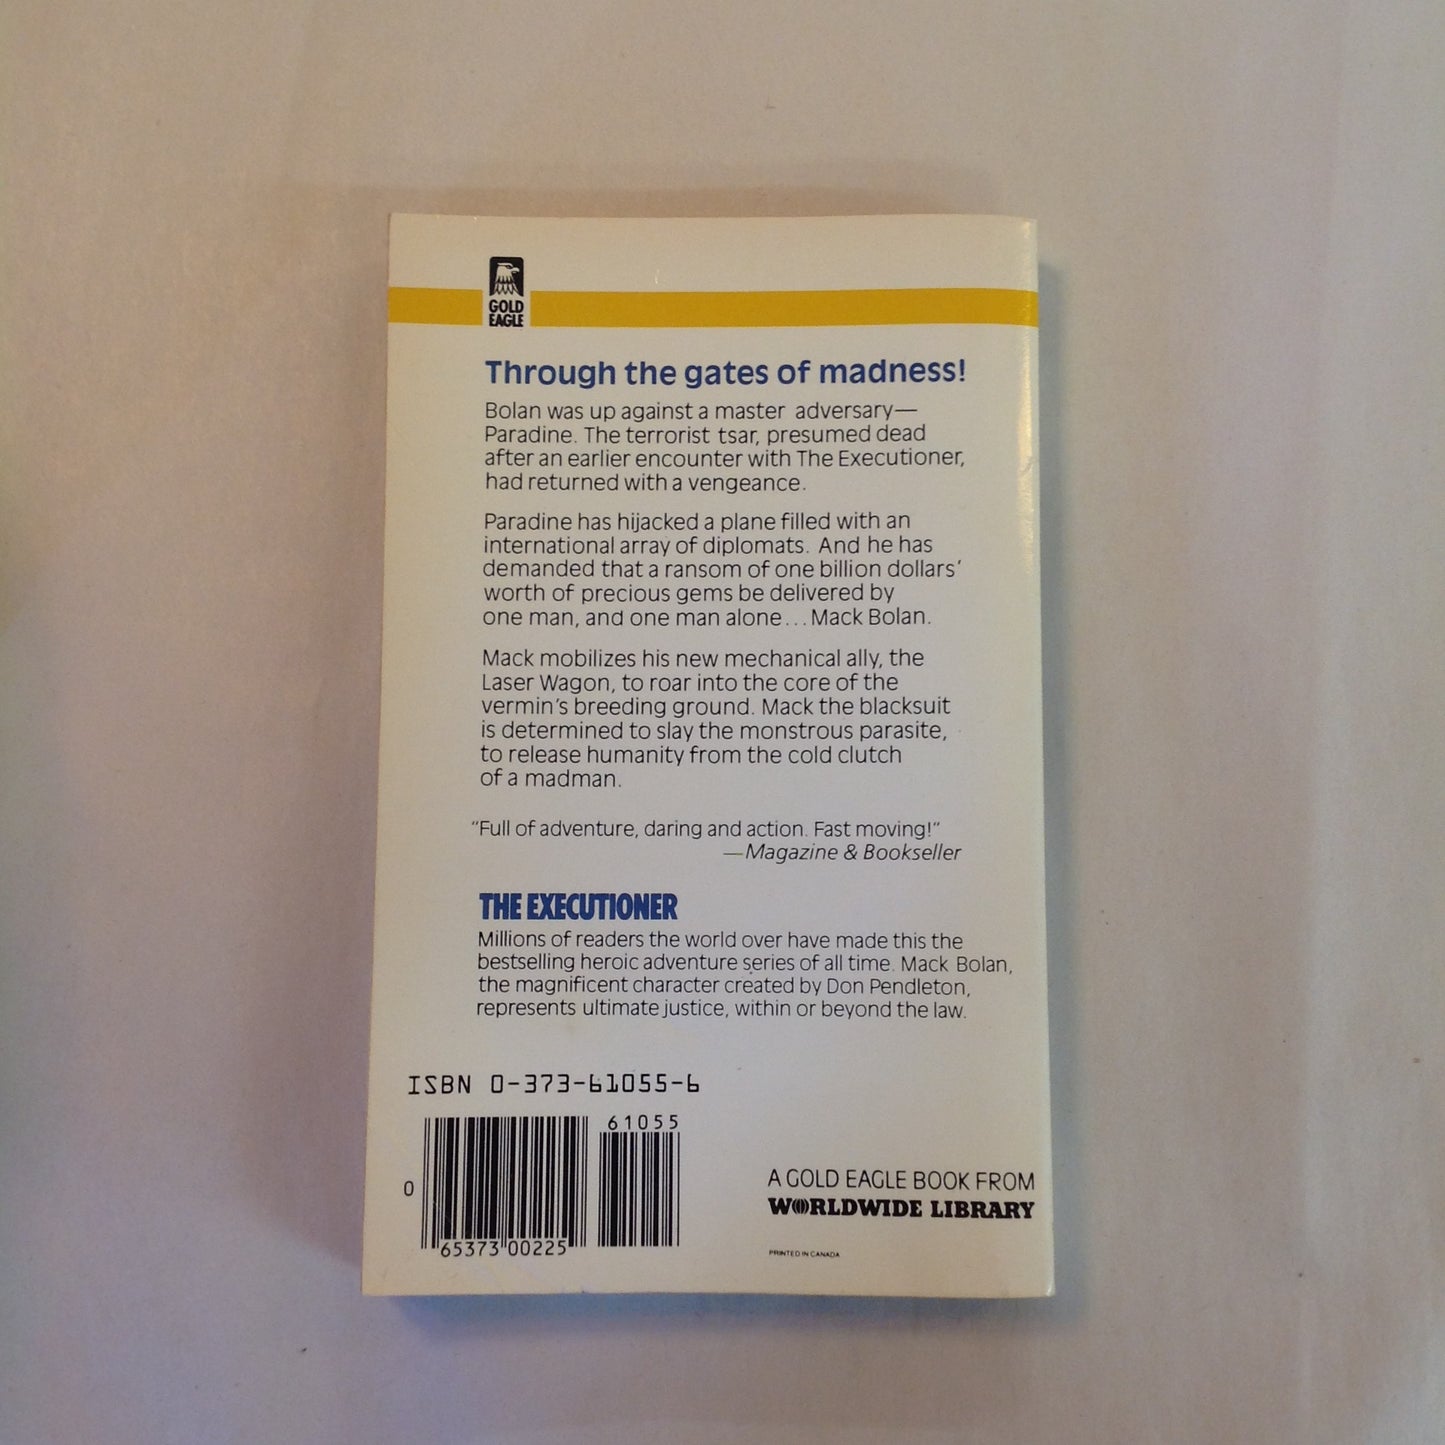 GOLD
EAGLE
Through the gates of madness!
Bolan was up against a master adversary—
Paradine. The terrorist tsar, presumed dead
after an earlier encounter with The Executioner,
had returned with a vengeance.
Paradine has hijacked a plane filled with an
international array of diplomats. And he has
demanded that a ransom of one billion dollars'
worth of precious gems be delivered by
one man, and one man alone...Mack Bolan.
Mack mobilizes his new mechanical ally, the
Laser Wagon, to roar into the core of the
vermin's breeding ground. Mack the blacksuit
is determined to slay the monstrous parasite,
to release humanity from the cold clutch
of a madman.
"Full of adventure, daring and action. Fast moving!"
—Magazine & Bookseller
THE EXECUTIONER
Millions of readers the world over have made this the
bestselling heroic adventure series of all time. Mack Bolan,
the magnificent character created by Don Pendleton,
represents ultimate justice, within or beyond the law.
ISBN 0-373-61055-6
61055
0
65373 00225
A GOLD EAGLE BOOK FROM
WORLDWIDE LIBRARY
PRINTED IN CANADA